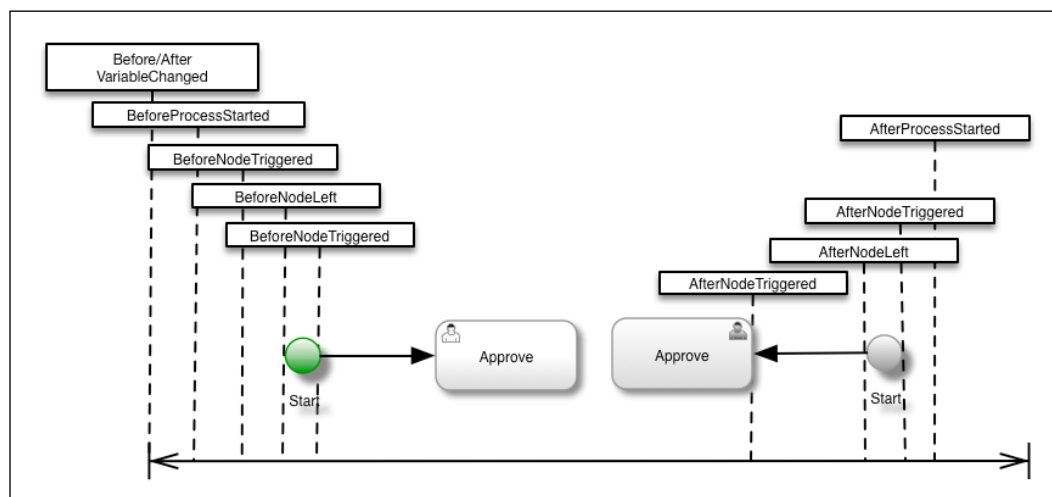 Before/After
VariableChanged
BeforeProcessStarted
AfterProcessStarted
BeforeNodeTriggered
BeforeNodeLeft
AfterNodeTriggered
BeforeNodeTriggered
AfterNodeLeft
AfterNodeTriggered
Approve
Approve
Start
Start